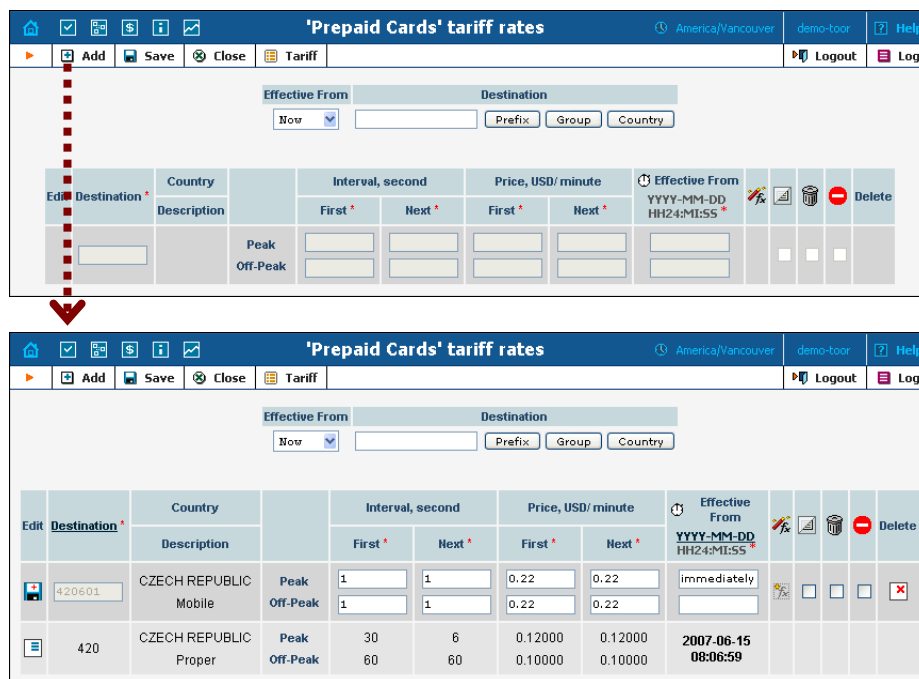 'Prepaid Cards' tariff rates America/Vancouver demo-toor Help
Add Save Close Tariff Logout Log
Effective From Destination
Now Prefix Group Country
Edit Destination * Country Interval, second Price, USD/minute Effective From Delete
Description First * Next * First * Next * YYYY-MM-DD
HH24:MI:SS *
Peak
Off-Peak
'Prepaid Cards' tariff rates America/Vancouver demo-toor Help
Add Save Close Tariff Logout Log
Effective From Destination
Now Prefix Group Country
Edit Destination * Country Interval, second Price, USD/minute Effective From Delete
Description First * Next * First * Next * YYYY-MM-DD
HH24:MI:SS *
420601 CZECH REPUBLIC Peak 1 1 0.22 0.22 immediately
Mobile Off-Peak 1 1 0.22 0.22
420 CZECH REPUBLIC Peak 30 6 0.12000 0.12000 2007-06-15
Proper Off-Peak 60 60 0.10000 0.10000 08:06:59